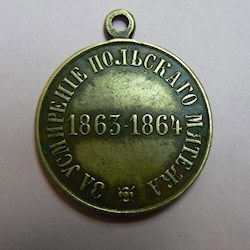 ЗА УСМИРЕНІЕ ПОЛЬСКАГО МЯТЕЖА
1863-1864